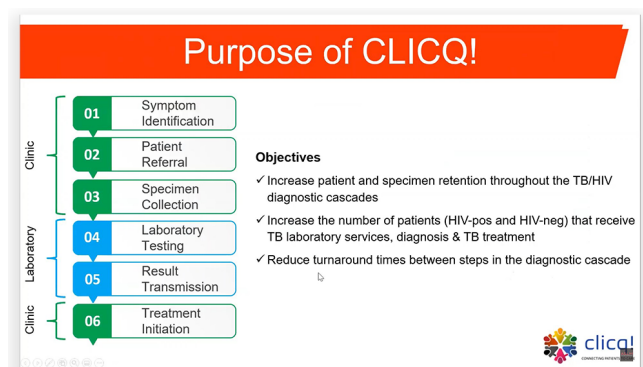 Purpose of CLICQ!
Clinic
01 Symptom
Identification
02 Patient
Referral
03 Specimen
Collection
Laboratory
04 Laboratory
Testing
05 Result
Transmission
Clinic
06 Treatment
Initiation
Objectives
✓ Increase patient and specimen retention throughout the TB/HIV
diagnostic cascades
✓ Increase the number of patients (HIV-pos and HIV-neg) that receive
TB laboratory services, diagnosis & TB treatment
✓ Reduce turnaround times between steps in the diagnostic cascade
clicq!
CONNECTING PATIENTS TO